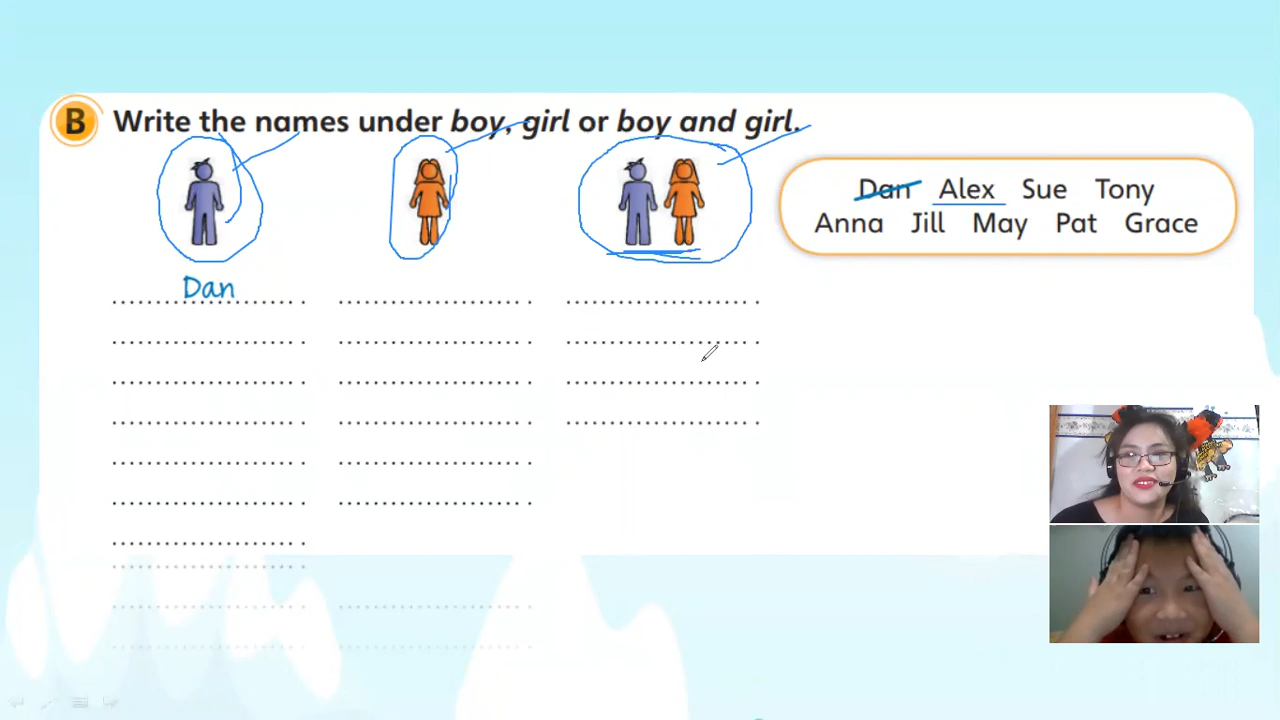 B Write the names under boy, girl or boy and girl.
Dan Alex Sue Tony
Anna Jill May Pat Grace
Dan